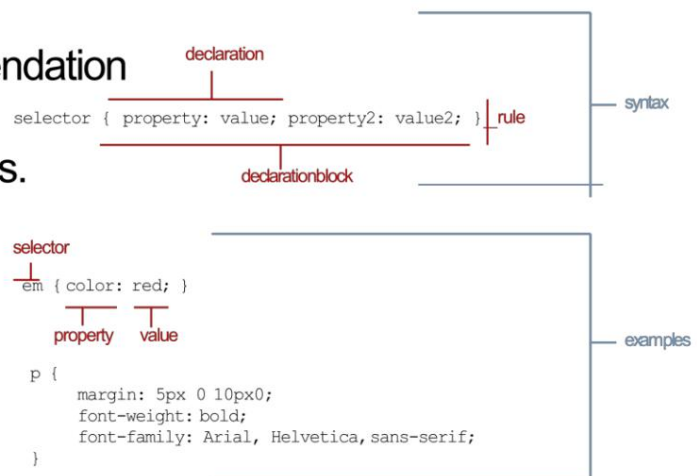 endation
declaration
selector { property: value; property2: value2; } rule
syntax
s.
declarationblock
selector
em { color: red; }
property value
examples
p {
margin: 5px 0 10px0;
font-weight: bold;
font-family: Arial, Helvetica, sans-serif;
}